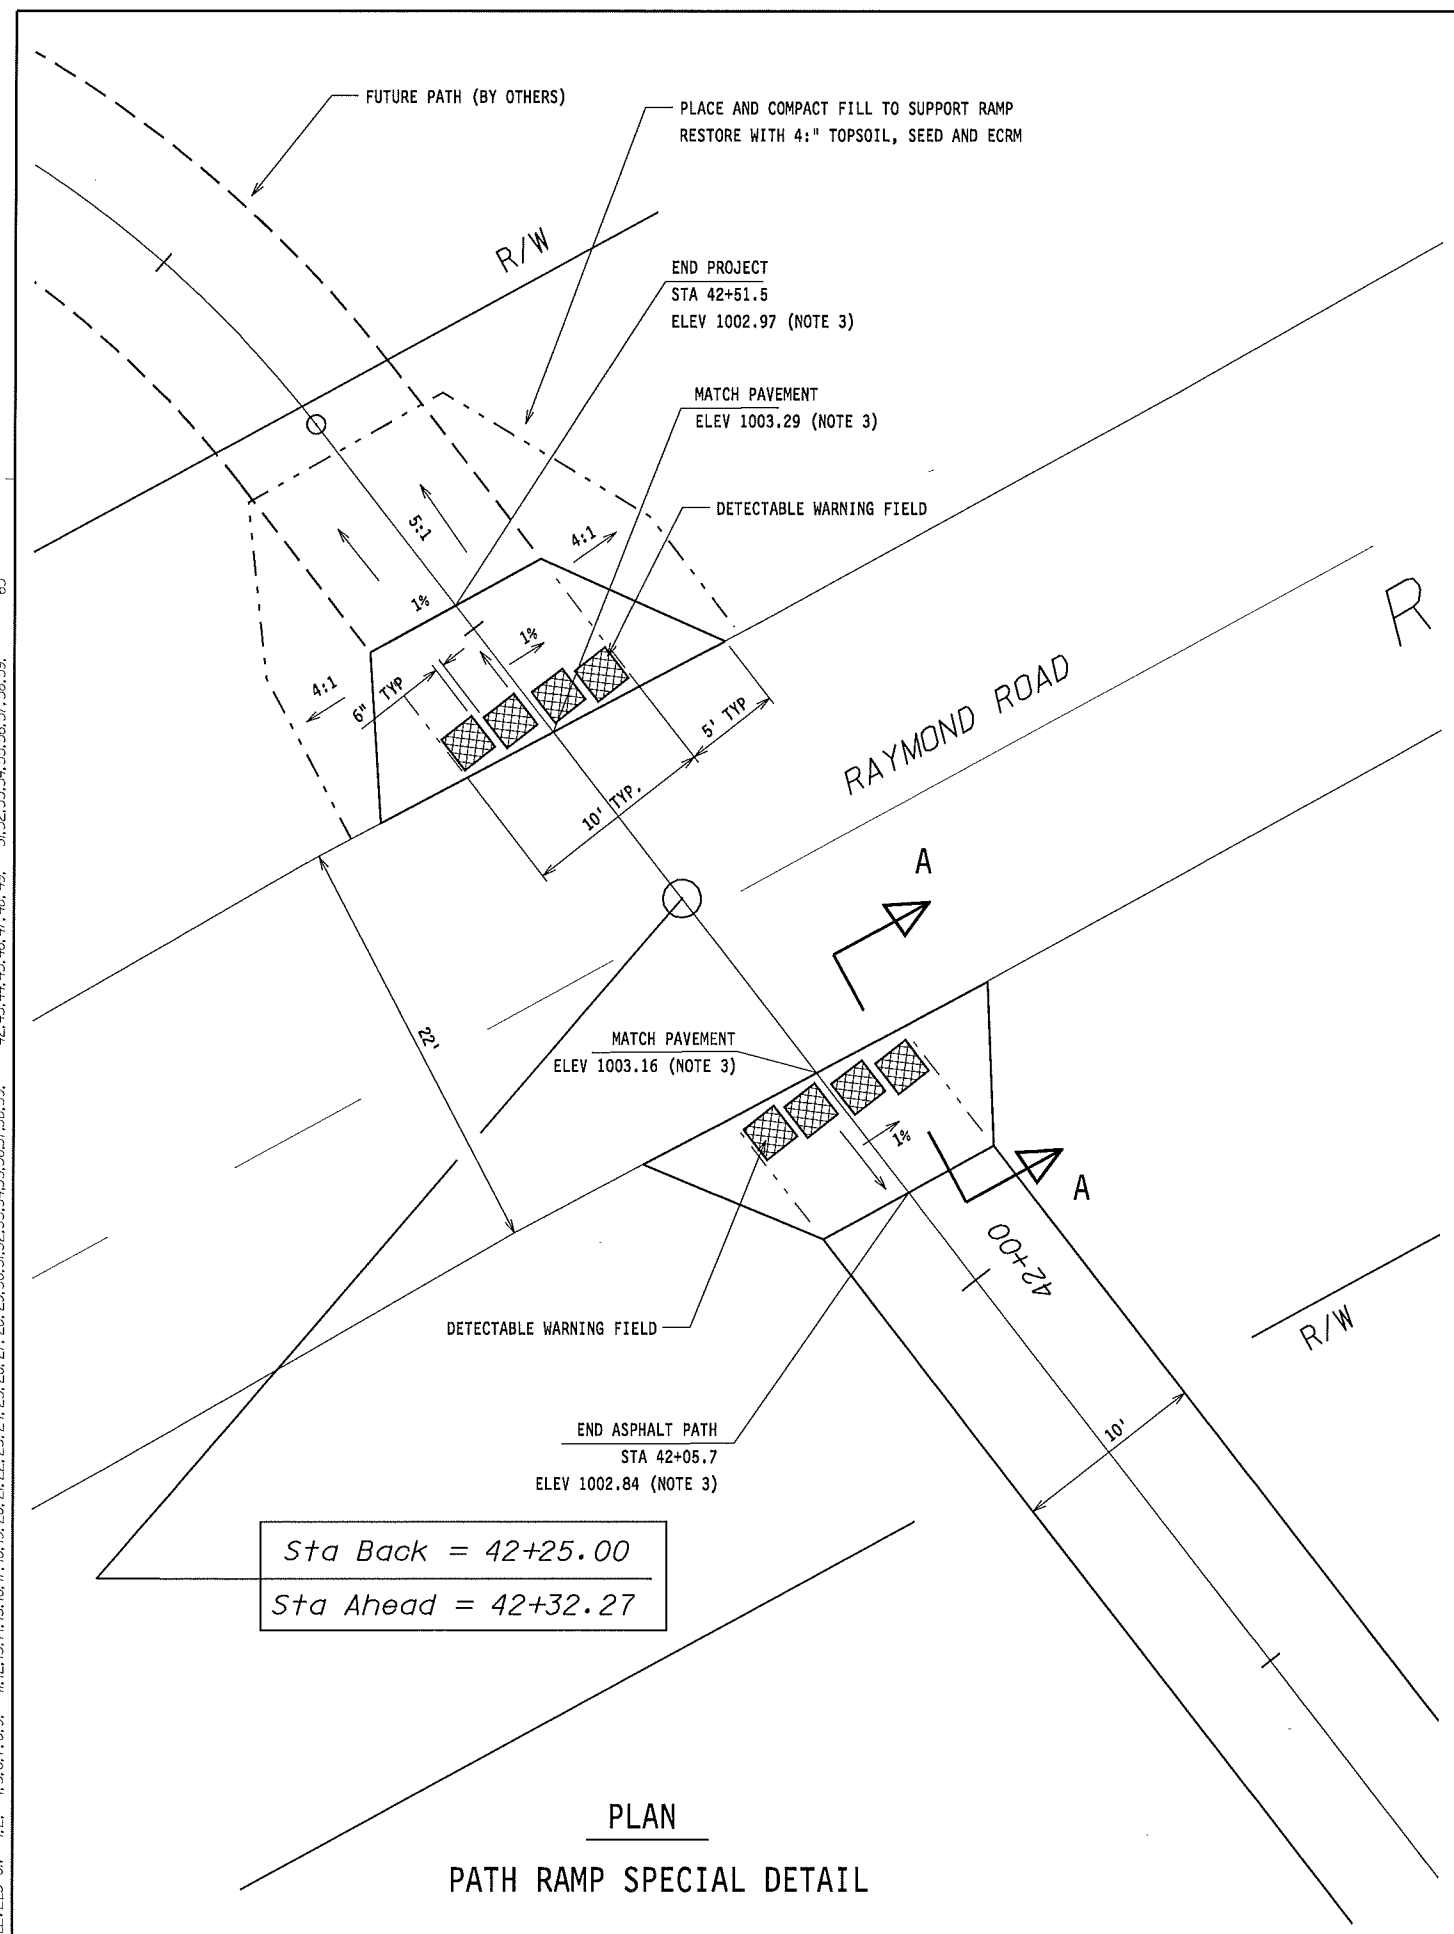 FUTURE PATH (BY OTHERS)
PLACE AND COMPACT FILL TO SUPPORT RAMP
RESTORE WITH 4:" TOPSOIL, SEED AND ECRM
R/W
END PROJECT
STA 42+51.5
ELEV 1002.97 (NOTE 3)
MATCH PAVEMENT
ELEV 1003.29 (NOTE 3)
DETECTABLE WARNING FIELD
5:1
4:1
1%
1%
4:1
6" TYP
5' TYP
10' TYP.
RAYMOND ROAD
R
A
22'
MATCH PAVEMENT
ELEV 1003.16 (NOTE 3)
1%
A
42+00
R/W
DETECTABLE WARNING FIELD
END ASPHALT PATH
STA 42+05.7
ELEV 1002.84 (NOTE 3)
10'
Sta Back = 42+25.00
Sta Ahead = 42+32.27
PLAN
PATH RAMP SPECIAL DETAIL